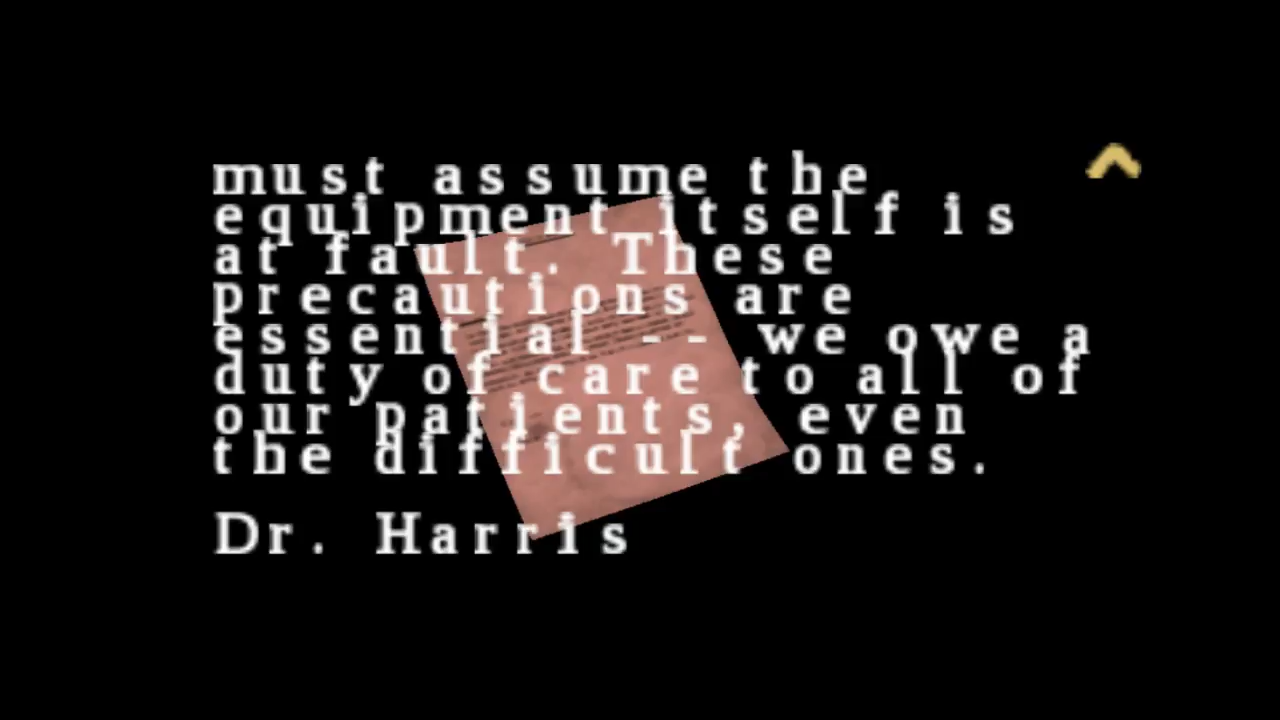 must assume the
equipment itself is
at fault. These
precautions are
essential -- we owe a
duty of care to all of
our patients, even
the difficult ones.
Dr. Harris